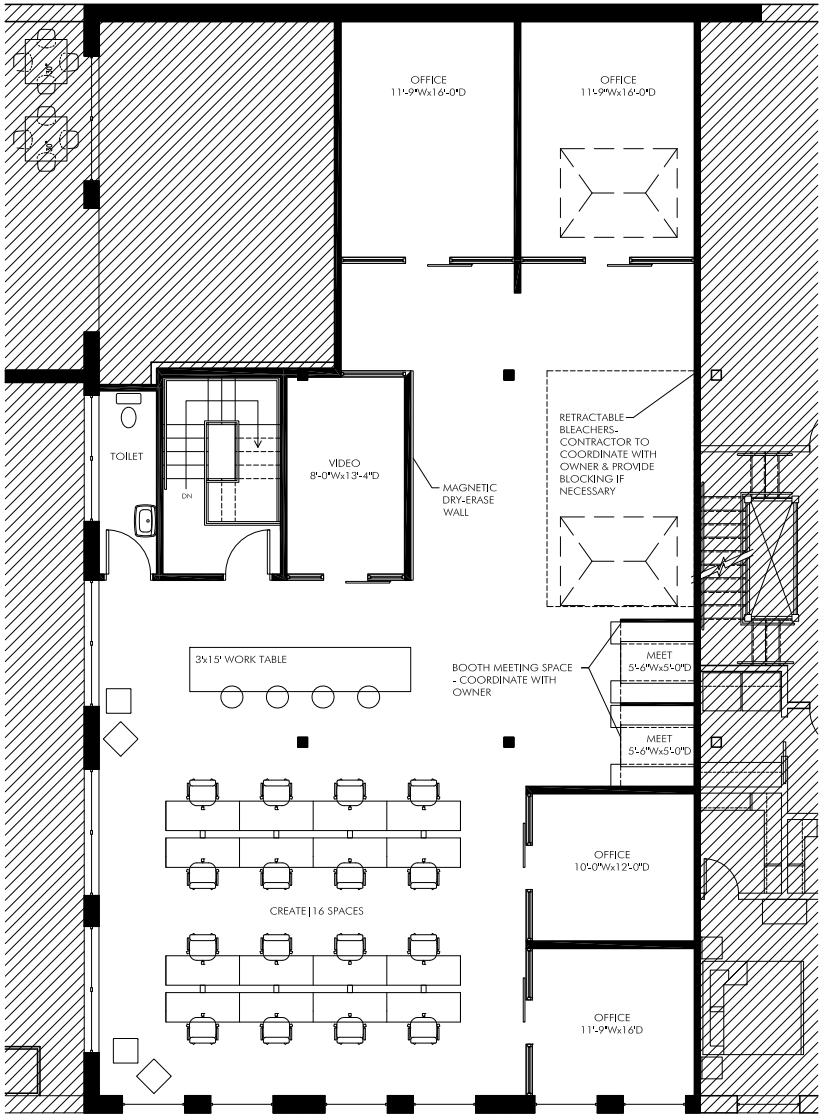 OFFICE
11'-9"Wx16'-0"D
OFFICE
11'-9"Wx16'-0"D
30"
30"
RETRACTABLE
BLEACHERS-
CONTRACTOR TO
COORDINATE WITH
OWNER & PROVIDE
BLOCKING IF
NECESSARY
TOILET
DN
VIDEO
8'-0"Wx13'-4"D
MAGNETIC
DRY-ERASE
WALL
3'x15' WORK TABLE
BOOTH MEETING SPACE
- COORDINATE WITH
OWNER
MEET
5'-6"Wx5'-0"D
MEET
5'-6"Wx5'-0"D
OFFICE
10'-0"Wx12'-0"D
CREATE|16 SPACES
OFFICE
11'-9"Wx16'D